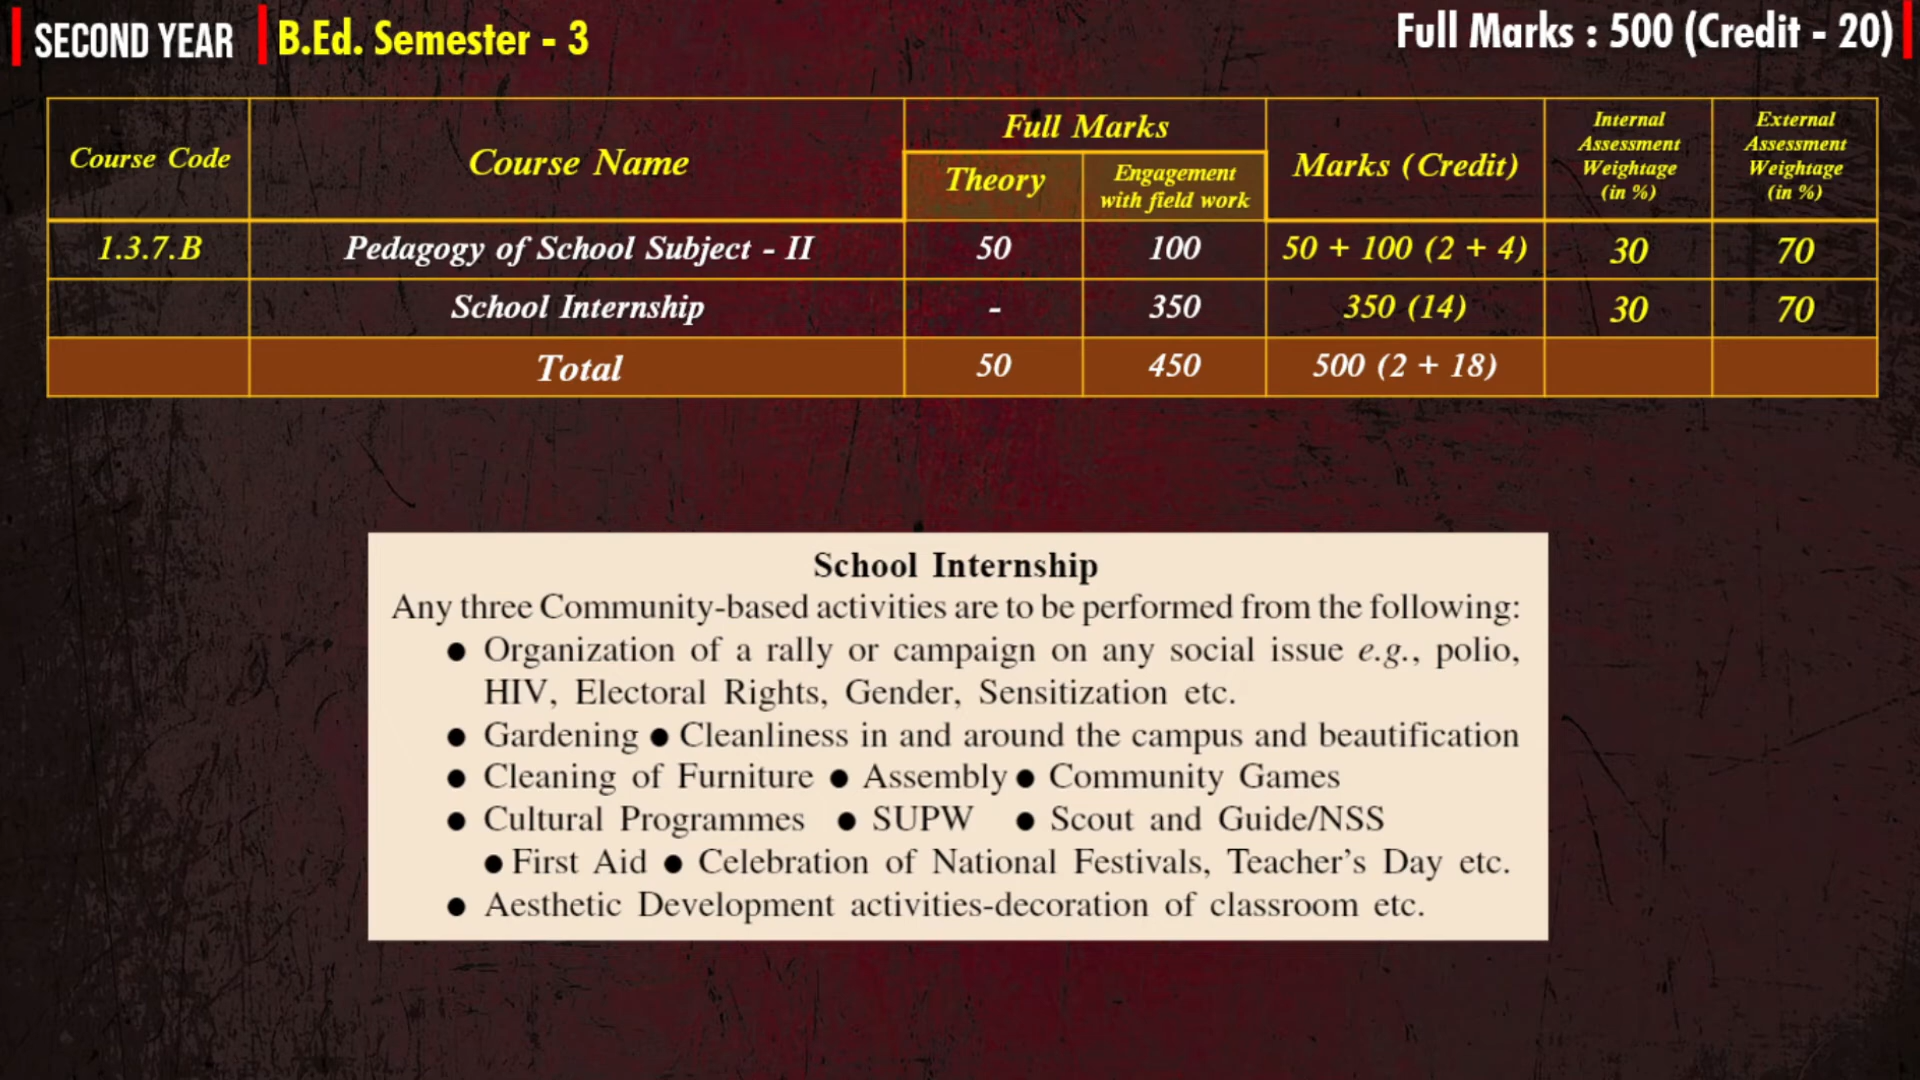 SECOND YEAR B.Ed. Semester - 3 Full Marks : 500 (Credit - 20)
Course Code Course Name Full Marks Theory Engagement with field work Marks (Credit) Internal Assessment Weightage (in %) External Assessment Weightage (in %)
1.3.7.B Pedagogy of School Subject - II 50 100 50 + 100 (2 + 4) 30 70
School Internship - 350 350 (14) 30 70
Total 50 450 500 (2 + 18)
School Internship
Any three Community-based activities are to be performed from the following:
● Organization of a rally or campaign on any social issue e.g., polio,
HIV, Electoral Rights, Gender, Sensitization etc.
● Gardening ● Cleanliness in and around the campus and beautification
● Cleaning of Furniture ● Assembly ● Community Games
● Cultural Programmes ● SUPW ● Scout and Guide/NSS
● First Aid ● Celebration of National Festivals, Teacher's Day etc.
● Aesthetic Development activities-decoration of classroom etc.